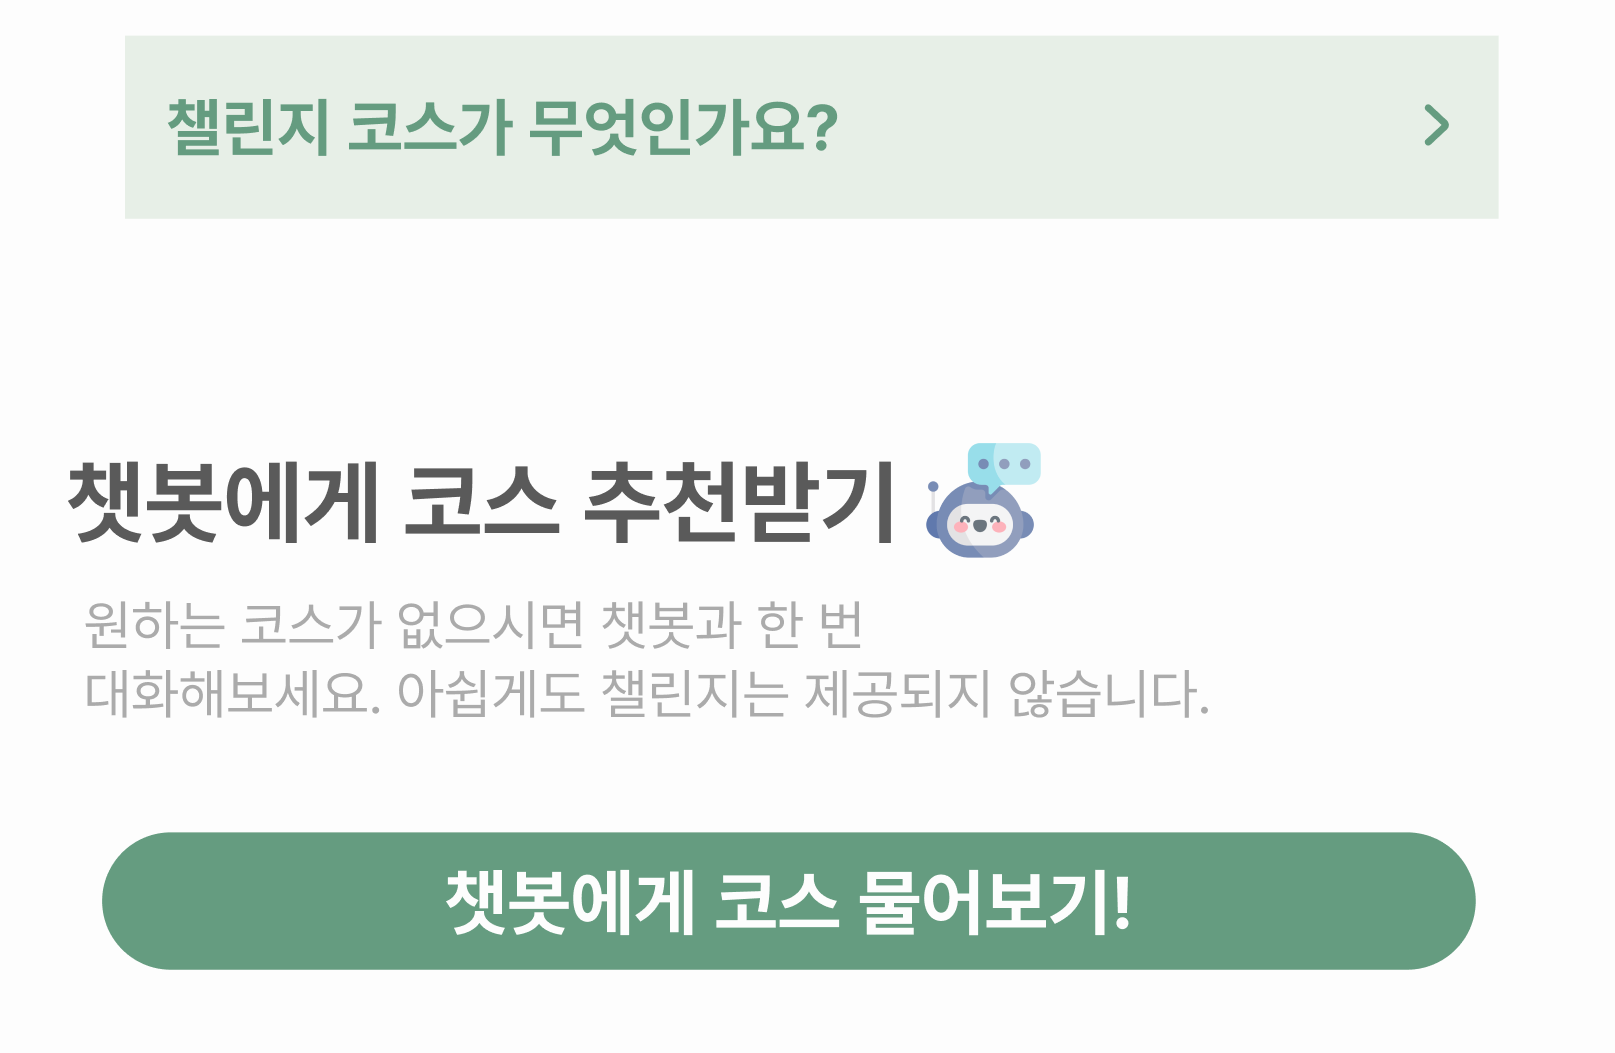 챌린지 코스가 무엇인가요?
챗봇에게 코스 추천받기
원하는 코스가 없으시면 챗봇과 한 번
대화해보세요. 아쉽게도 챌린지는 제공되지 않습니다.
챗봇에게 코스 물어보기!